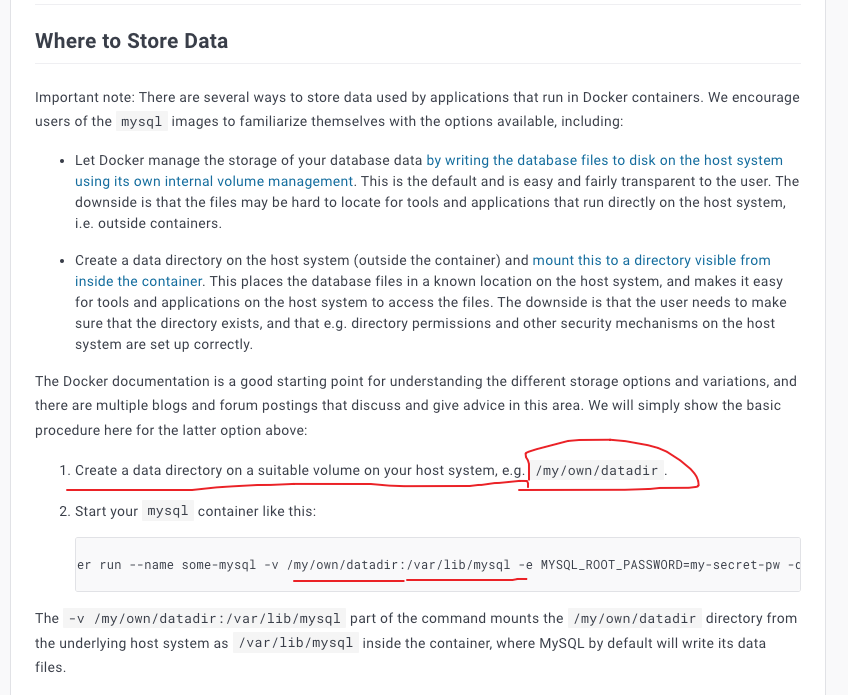 Where to Store Data
Important note: There are several ways to store data used by applications that run in Docker containers. We encourage
users of the mysql images to familiarize themselves with the options available, including:
• Let Docker manage the storage of your database data by writing the database files to disk on the host system
using its own internal volume management. This is the default and is easy and fairly transparent to the user. The
downside is that the files may be hard to locate for tools and applications that run directly on the host system,
i.e. outside containers.
• Create a data directory on the host system (outside the container) and mount this to a directory visible from
inside the container. This places the database files in a known location on the host system, and makes it easy
for tools and applications on the host system to access the files. The downside is that the user needs to make
sure that the directory exists, and that e.g. directory permissions and other security mechanisms on the host
system are set up correctly.
The Docker documentation is a good starting point for understanding the different storage options and variations, and
there are multiple blogs and forum postings that discuss and give advice in this area. We will simply show the basic
procedure here for the latter option above:
1. Create a data directory on a suitable volume on your host system, e.g. /my/own/datadir.
2. Start your mysql container like this:
er run --name some-mysql -v /my/own/datadir:/var/lib/mysql -e MYSQL_ROOT_PASSWORD=my-secret-pw -
The -v /my/own/datadir:/var/lib/mysql part of the command mounts the /my/own/datadir directory from
the underlying host system as /var/lib/mysql inside the container, where MySQL by default will write its data
files.